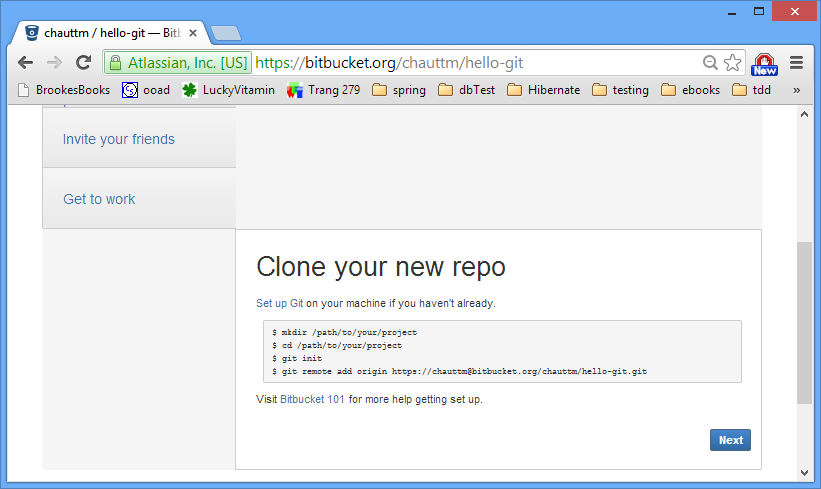 chauttm / hello-git — Bitb
Atlassian, Inc. [US] https://bitbucket.org/chauttm/hello-git
New
BrookesBooks ooad LuckyVitamin Trang 279 spring dbTest Hibernate testing ebooks tdd »
Invite your friends
Get to work
Clone your new repo
Set up Git on your machine if you haven't already.
$ mkdir /path/to/your/project
$ cd /path/to/your/project
$ git init
$ git remote add origin https://chauttm@bitbucket.org/chauttm/hello-git.git
Visit Bitbucket 101 for more help getting set up.
Next